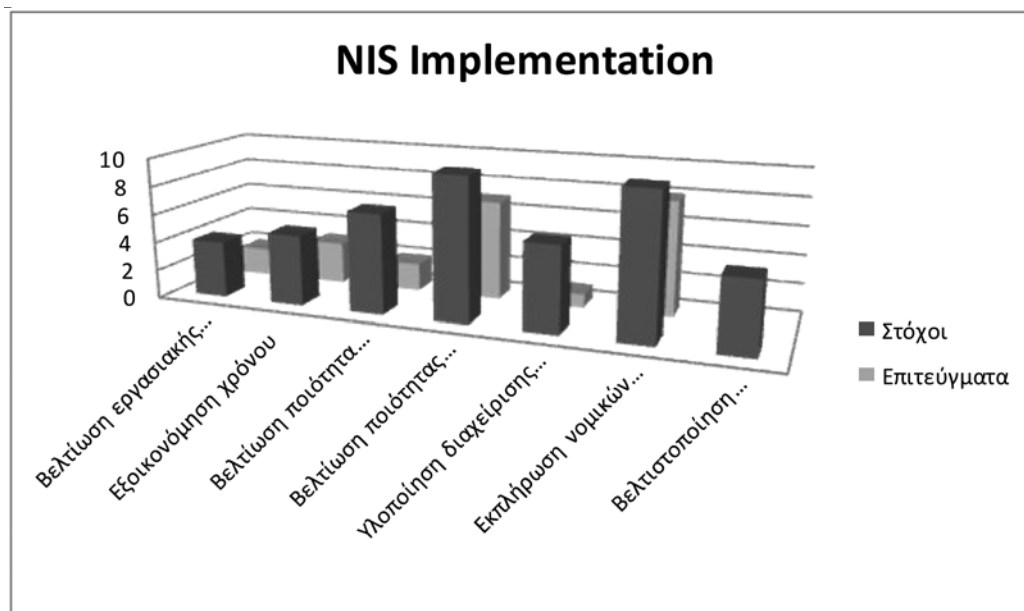 NIS Implementation
10
8
6
4
2
0
Βελτίωση εργασιακής...
Εξοικονόμηση χρόνου
Βελτίωση ποιότητα...
Βελτίωση ποιότητας...
Υλοποίηση διαχείρισης...
Εκπλήρωση νομικών...
Βελτιστοποίηση...
Στόχοι
Επιτεύγματα